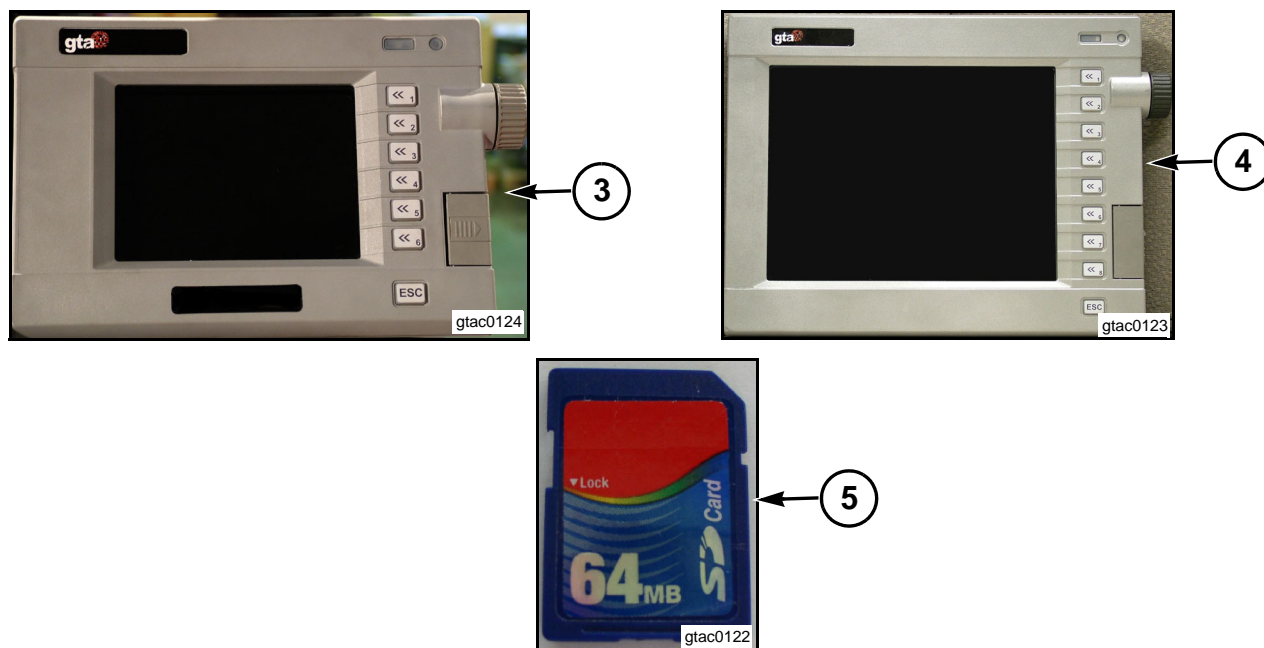 gta
<< 1
<< 2
<< 3
<< 4
<< 5
<< 6
ESC
gtac0124
3
gta
<< 1
<< 2
<< 3
<< 4
<< 5
<< 6
<< 7
<< 8
ESC
gtac0123
4
▼Lock
64MB
SD Card
gtac0122
5